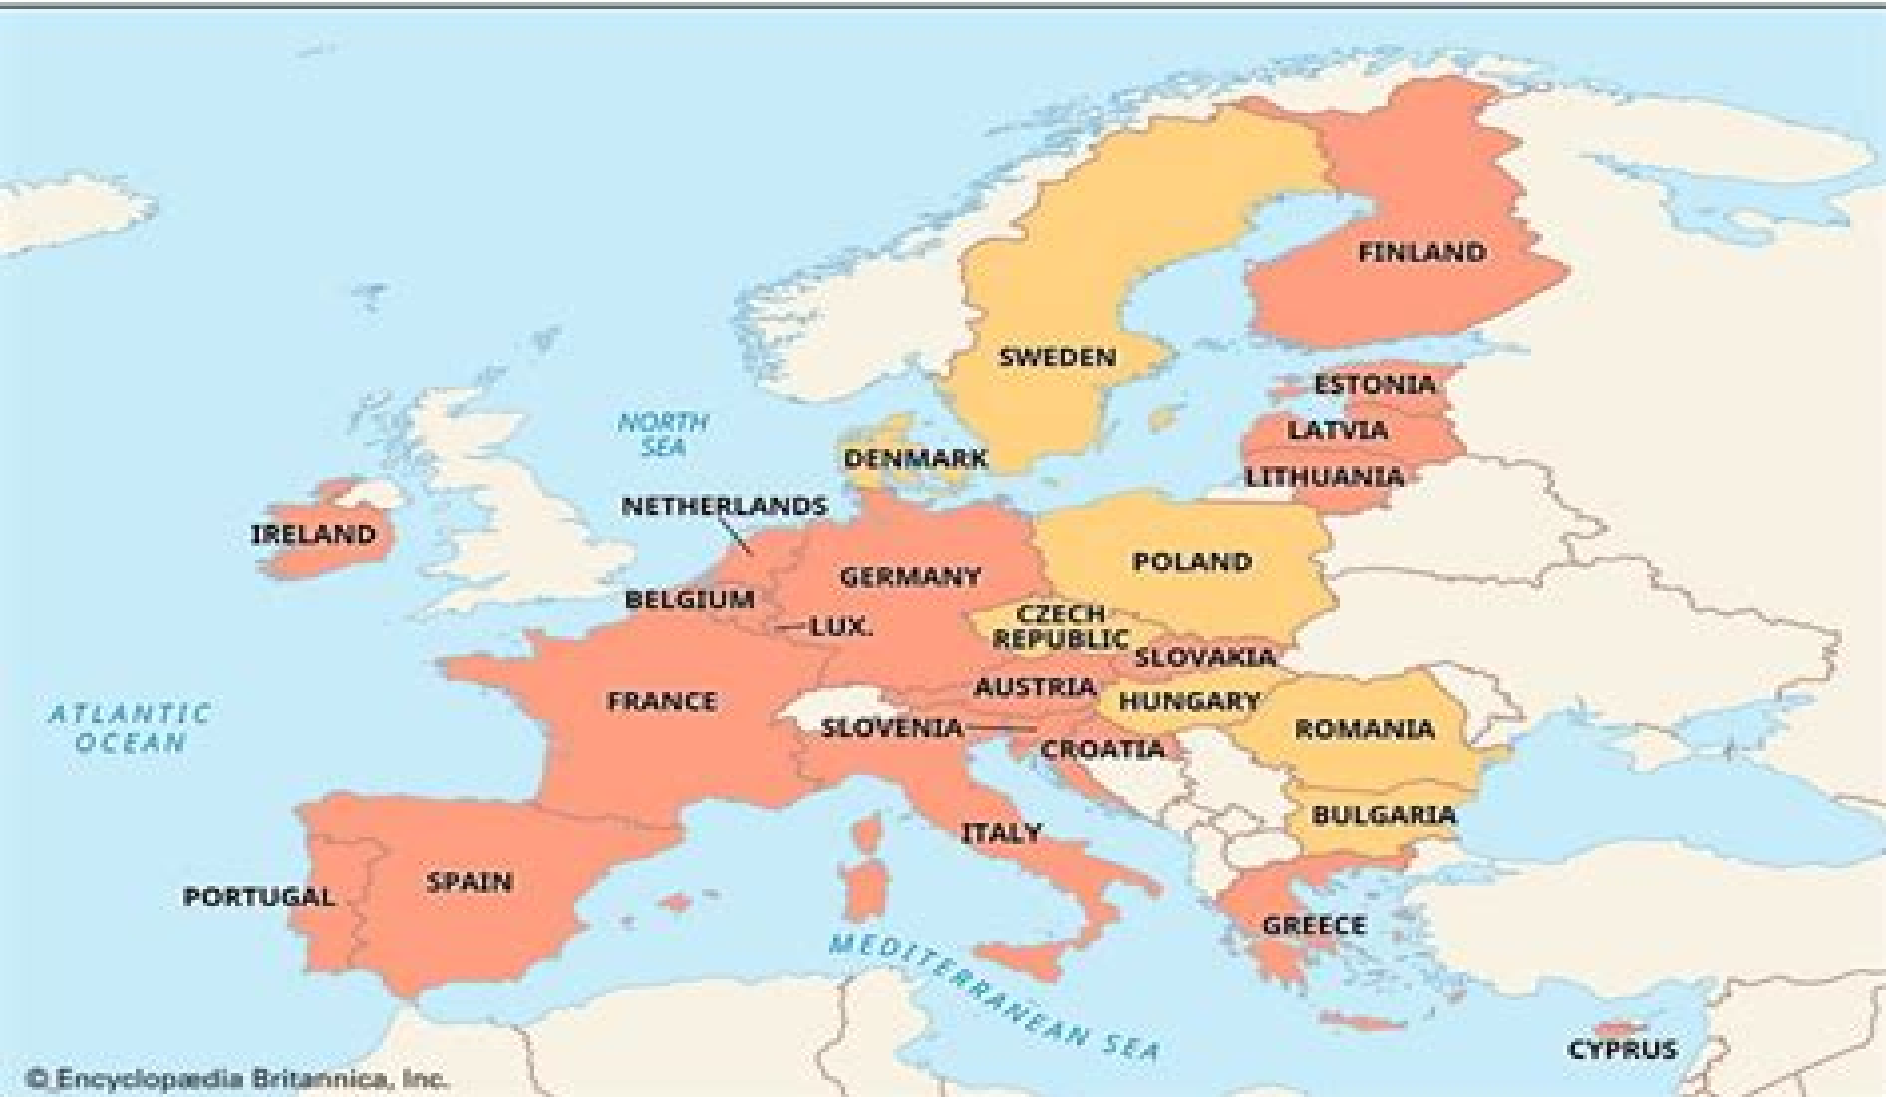 FINLAND
SWEDEN
ESTONIA
NORTH
SEA
LATVIA
DENMARK
LITHUANIA
NETHERLANDS
IRELAND
POLAND
GERMANY
BELGIUM
CZECH
REPUBLIC
LUX.
SLOVAKIA
AUSTRIA
FRANCE
HUNGARY
ATLANTIC
OCEAN
SLOVENIA
ROMANIA
CROATIA
BULGARIA
ITALY
SPAIN
PORTUGAL
GREECE
MEDITERRANEAN SEA
CYPRUS
© Encyclopædia Britannica, Inc.